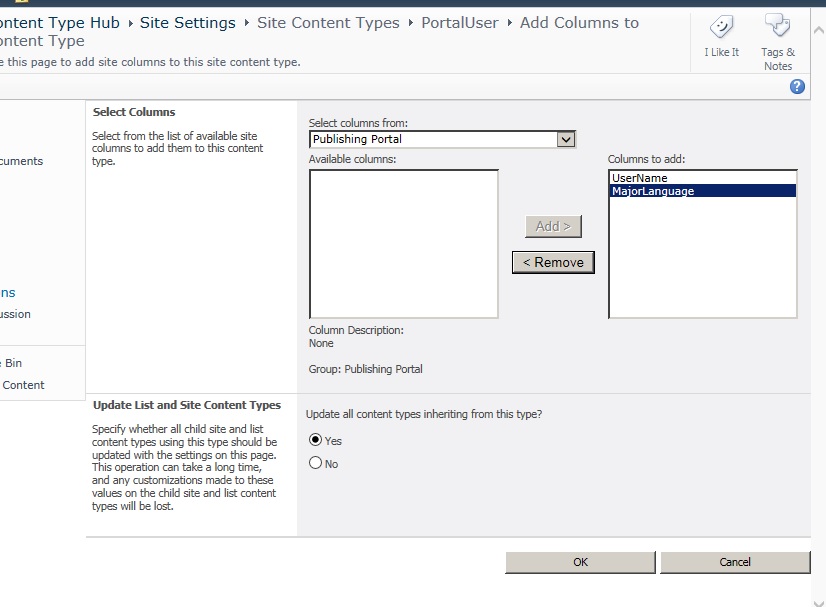 ontent Type Hub ▸ Site Settings ▸ Site Content Types ▸ PortalUser ▸ Add Columns to
ontent Type
e this page to add site columns to this site content type.
I Like It
Tags &
Notes
cuments
ns
ussion
e Bin
Content
Select Columns
Select from the list of available site
columns to add them to this content
type.
Select columns from:
Publishing Portal
Available columns:
Add >
< Remove
Columns to add:
UserName
MajorLanguage
Column Description:
None
Group: Publishing Portal
Update List and Site Content Types
Specify whether all child site and list
content types using this type should be
updated with the settings on this page.
This operation can take a long time,
and any customizations made to these
values on the child site and list content
types will be lost.
Update all content types inheriting from this type?
Yes
No
OK
Cancel